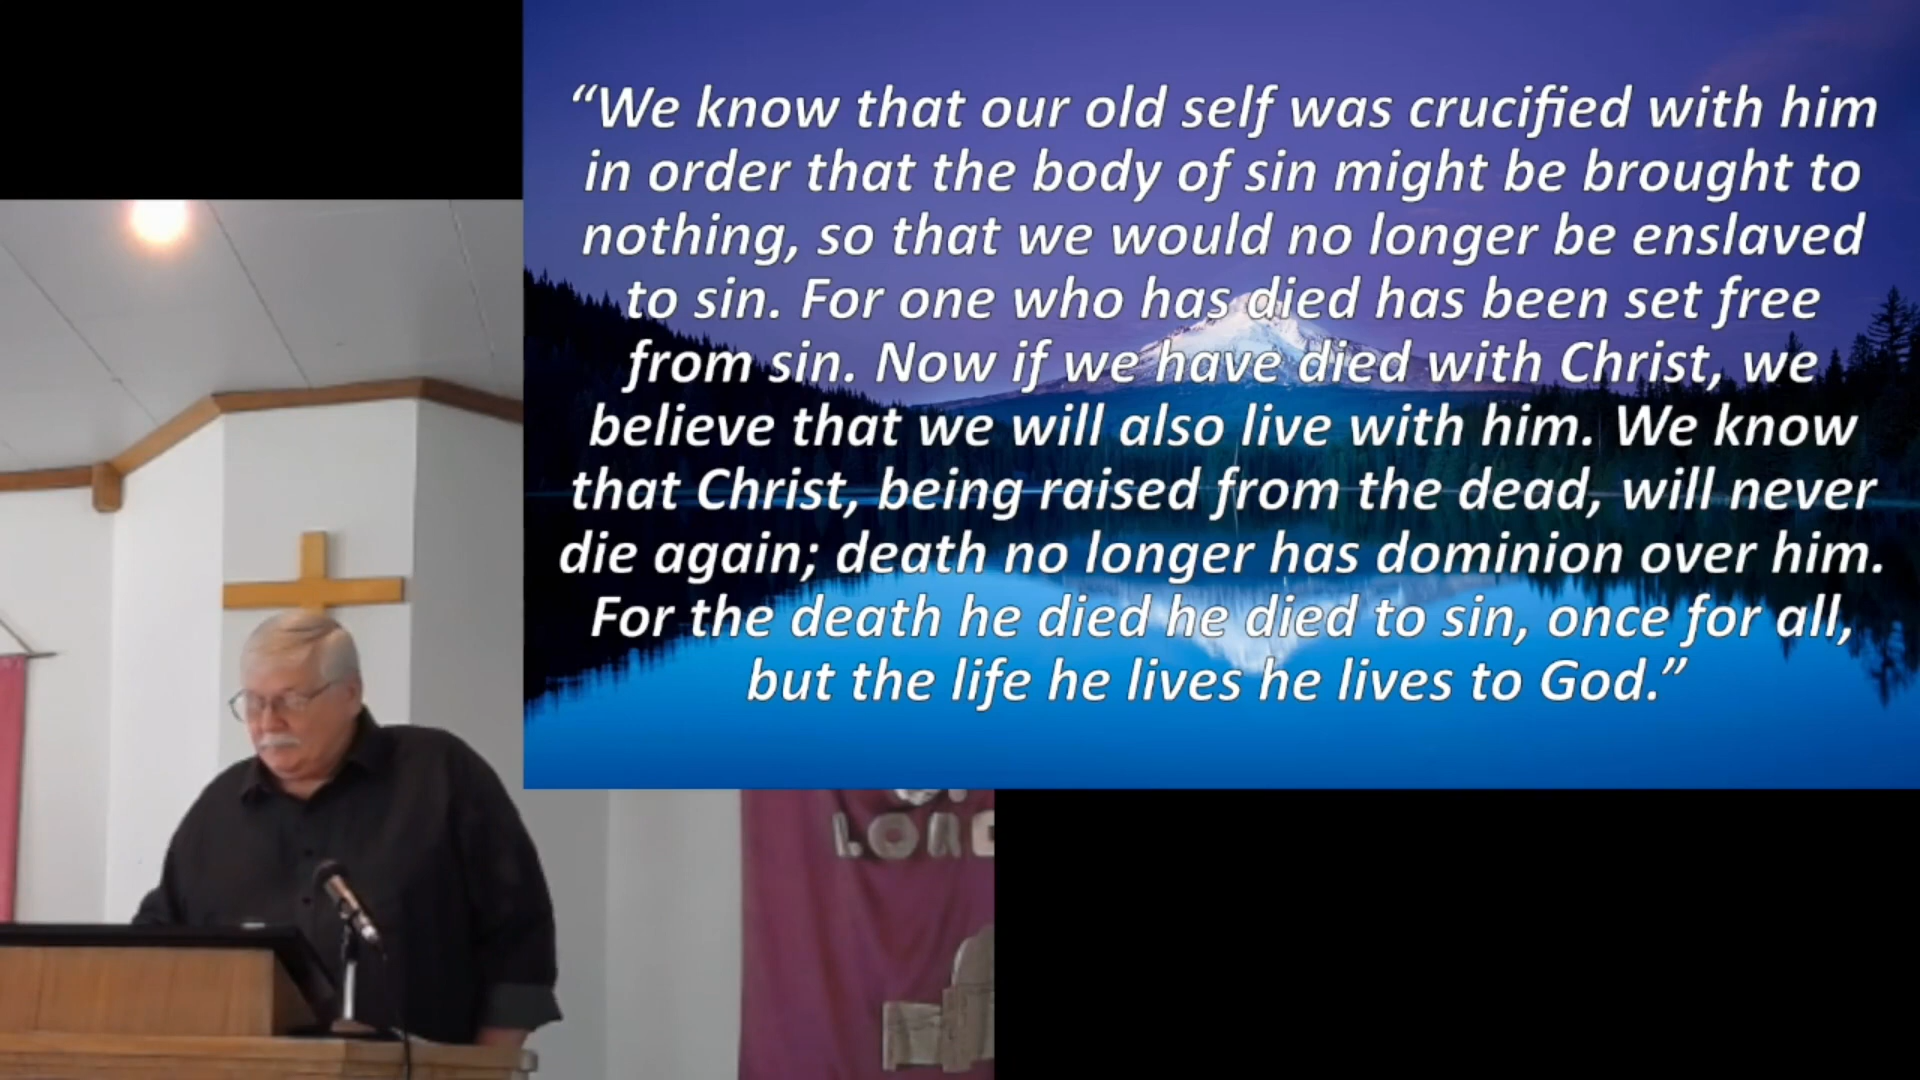 “We know that our old self was crucified with him
in order that the body of sin might be brought to
nothing, so that we would no longer be enslaved
to sin. For one who has died has been set free
from sin. Now if we have died with Christ, we
believe that we will also live with him. We know
that Christ, being raised from the dead, will never
die again; death no longer has dominion over him.
For the death he died he died to sin, once for all,
but the life he lives he lives to God.”
LORD